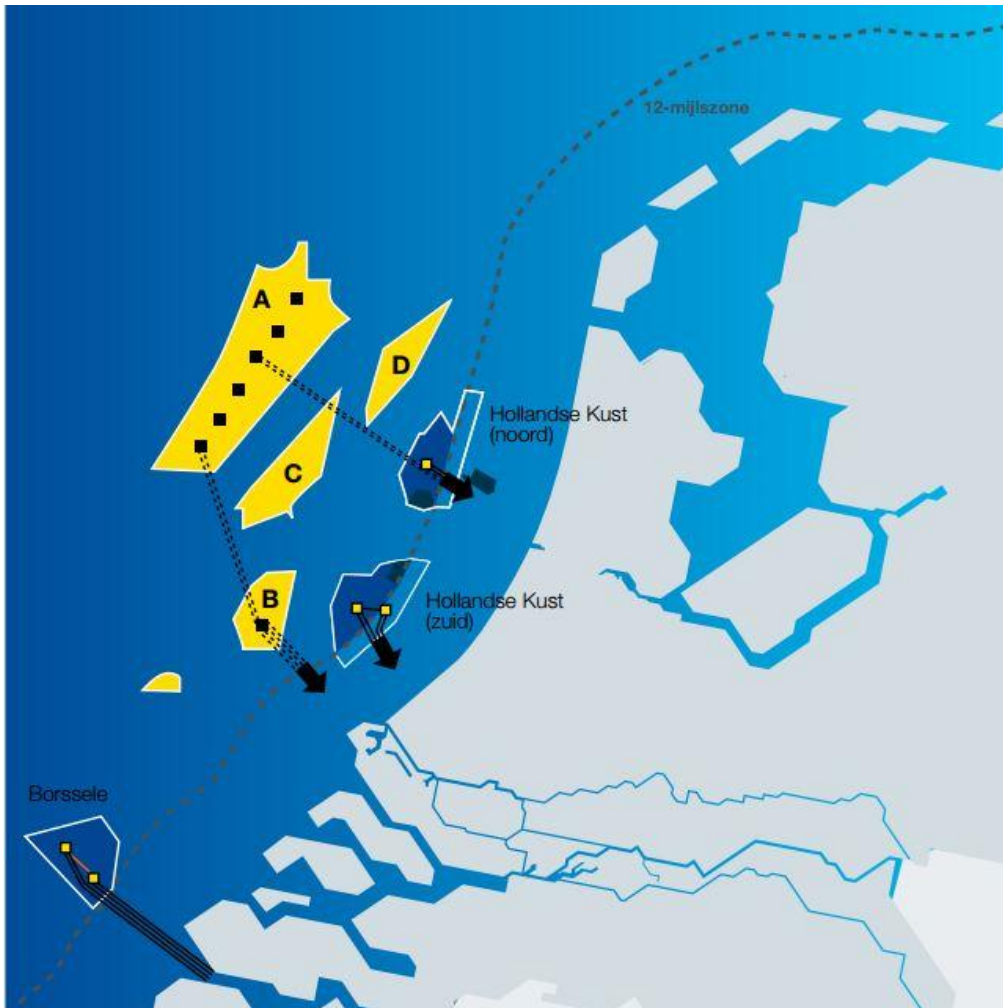 12-mijlszone
A
D
Hollandse Kust
(noord)
C
B
Hollandse Kust
(zuid)
Borssele